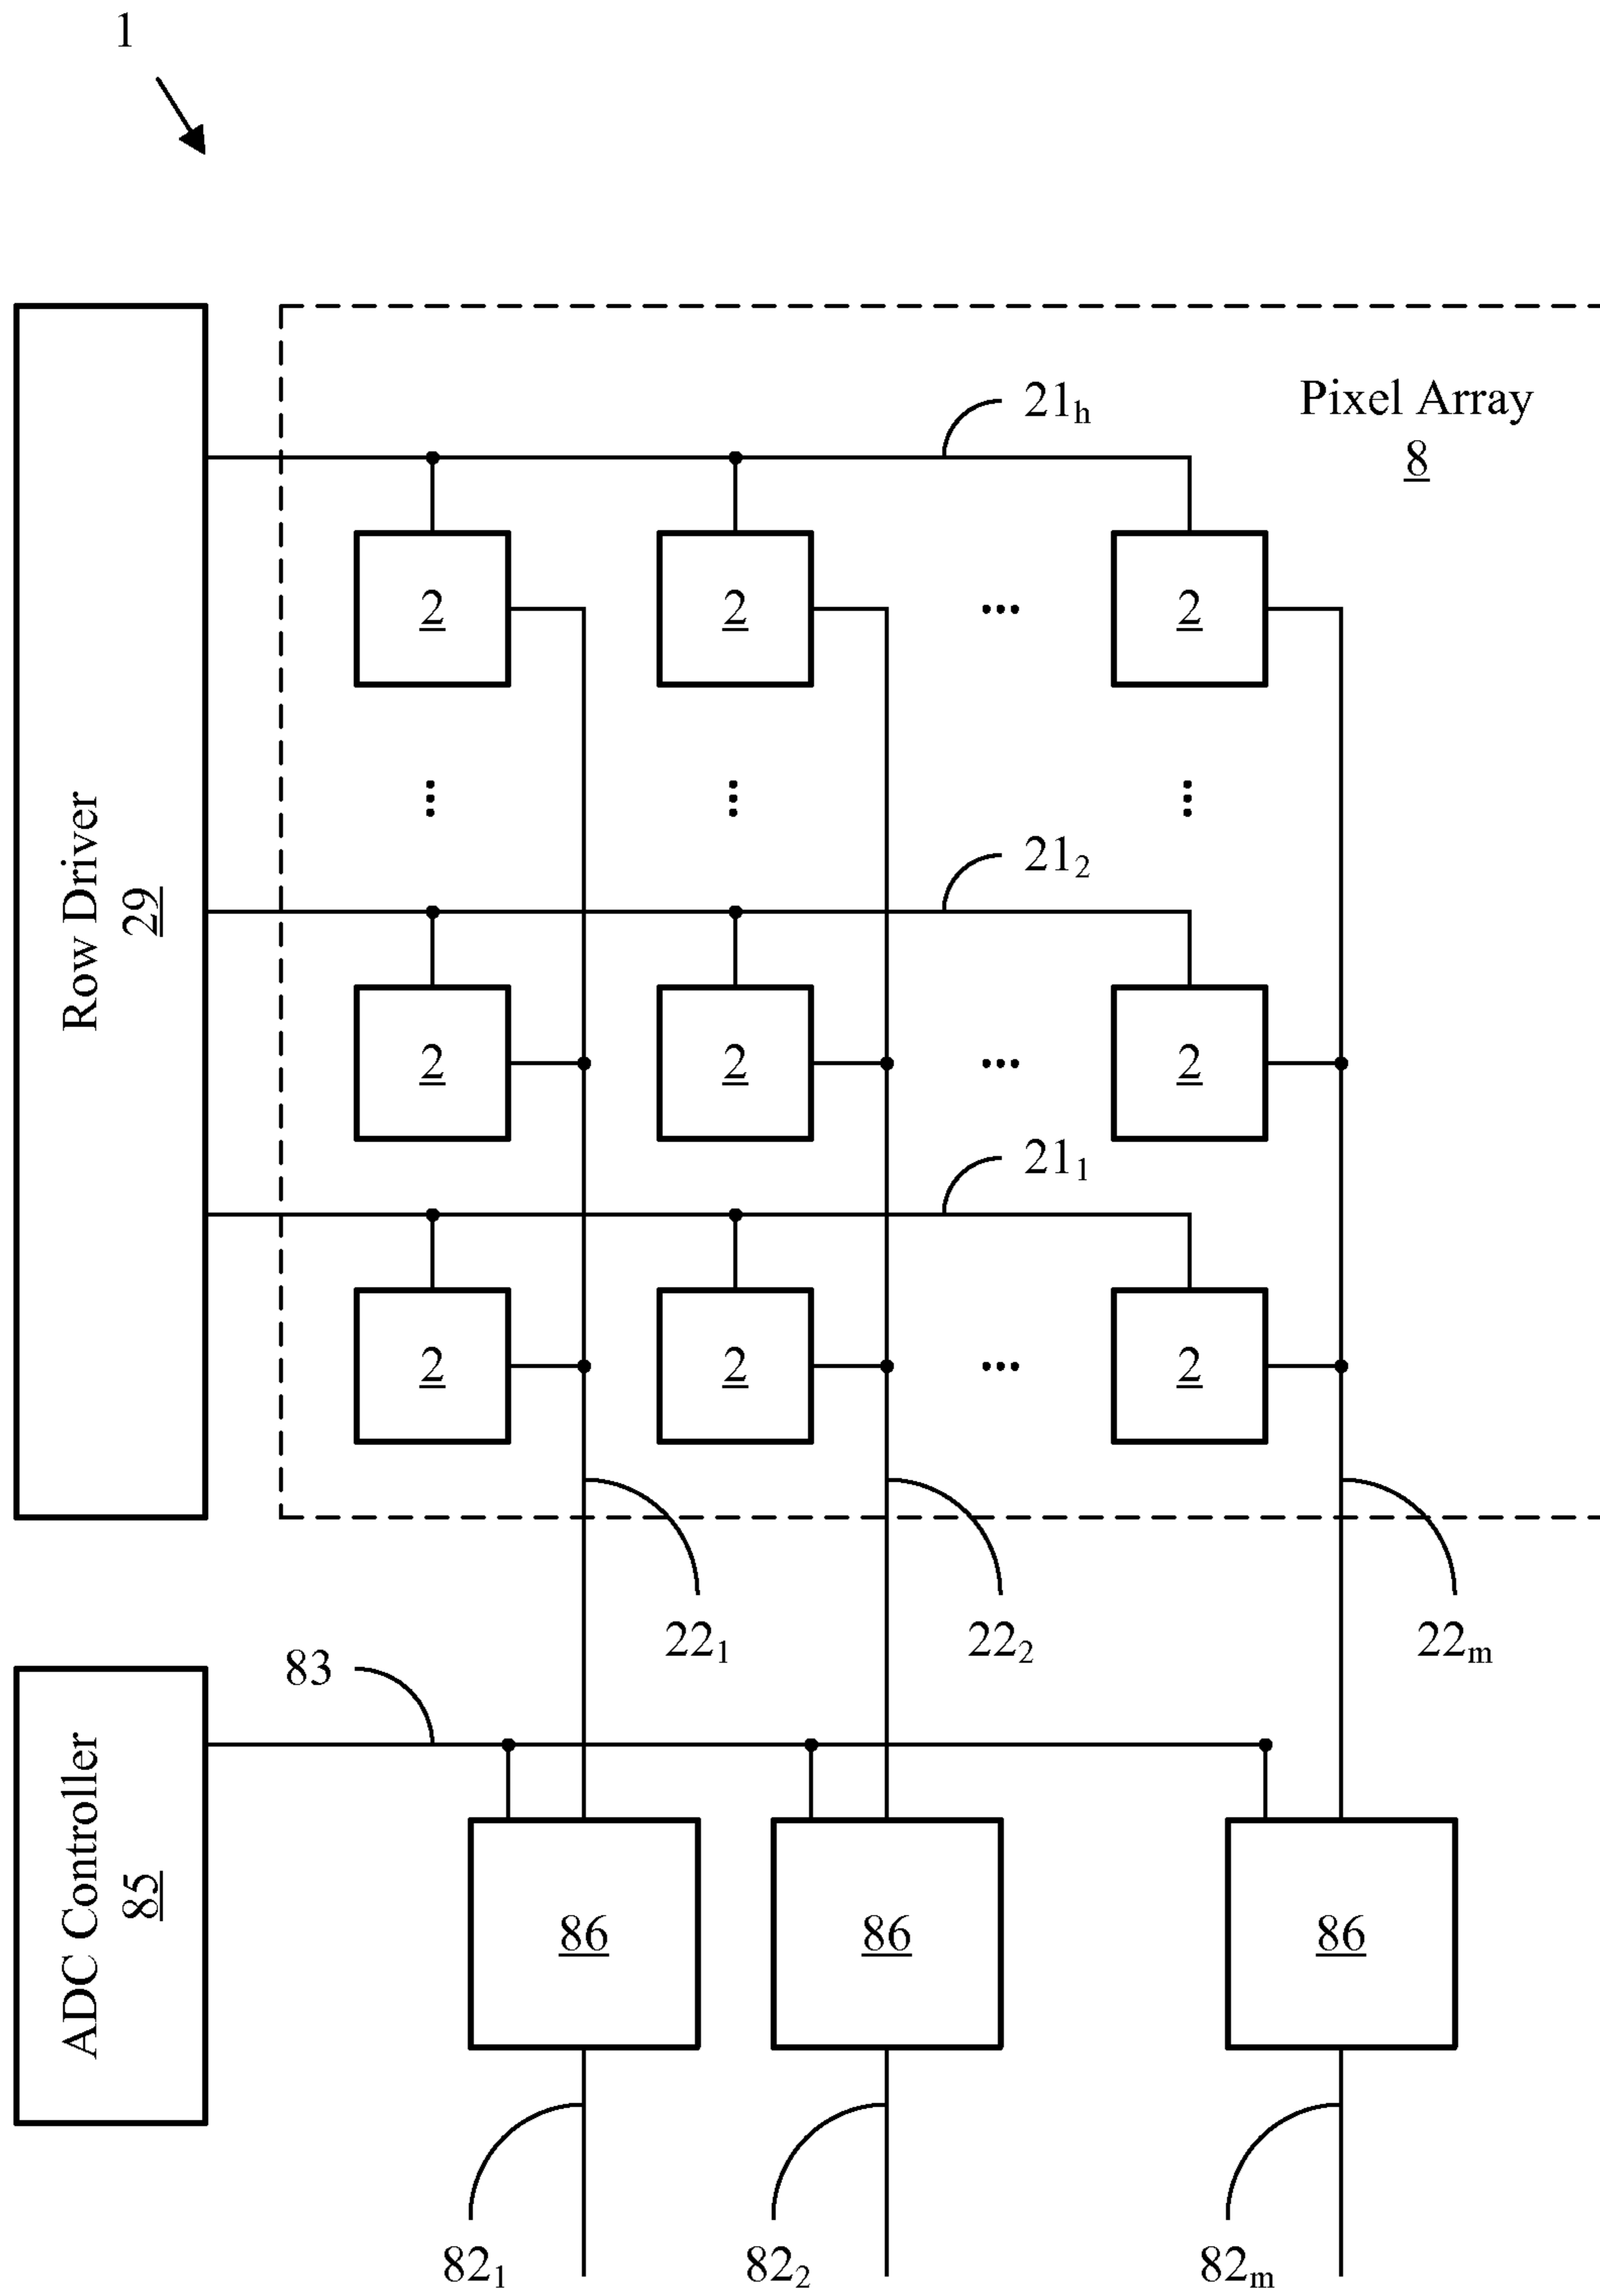 1
Pixel Array
8
21h
2 2 ... 2
212
2 2 ... 2
211
2 2 ... 2
Row Driver
29
221 222 22m
83
ADC Controller
85
86 86 86
821 822 82m